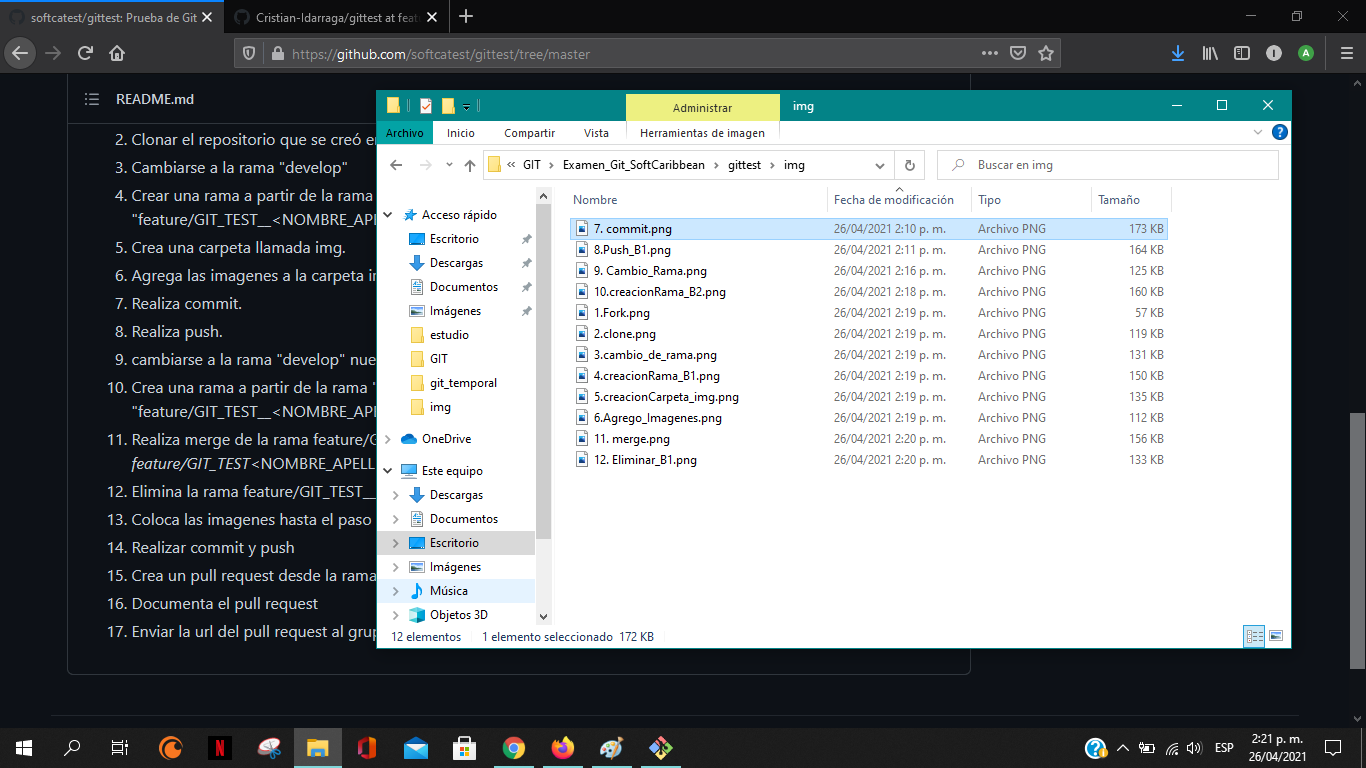 softcatest/gittest: Prueba de Git
Cristian-Idarraga/gittest at feat
https://github.com/softcatest/gittest/tree/master
I
A
README.md
2. Clonar el repositorio que se creó en
3. Cambiarse a la rama "develop"
4. Crear una rama a partir de la rama
"feature/GIT_TEST__<NOMBRE_APE
5. Crea una carpeta llamada img.
6. Agrega las imagenes a la carpeta in
7. Realiza commit.
8. Realiza push.
9. cambiarse a la rama "develop" nue
10. Crea una rama a partir de la rama "
"feature/GIT_TEST__<NOMBRE_APE
11. Realiza merge de la rama feature/G
feature/GIT_TEST<NOMBRE_APELL
12. Elimina la rama feature/GIT_TEST__
13. Coloca las imagenes hasta el paso
14. Realizar commit y push
15. Crea un pull request desde la rama
16. Documenta el pull request
17. Enviar la url del pull request al grup
Administrar
img
Archivo
Inicio
Compartir
Vista
Herramientas de imagen
« GIT > Examen_Git_SoftCaribbean > gittest > img
Buscar en img
Acceso rápido
Escritorio
Descargas
Documentos
Imágenes
estudio
GIT
git_temporal
img
OneDrive
Este equipo
Descargas
Documentos
Escritorio
Imágenes
Música
Objetos 3D
Nombre Fecha de modificación Tipo Tamaño
7. commit.png 26/04/2021 2:10 p. m. Archivo PNG 173 KB
8.Push_B1.png 26/04/2021 2:11 p. m. Archivo PNG 164 KB
9. Cambio_Rama.png 26/04/2021 2:16 p. m. Archivo PNG 125 KB
10.creacionRama_B2.png 26/04/2021 2:18 p. m. Archivo PNG 160 KB
1.Fork.png 26/04/2021 2:19 p. m. Archivo PNG 57 KB
2.clone.png 26/04/2021 2:19 p. m. Archivo PNG 119 KB
3.cambio_de_rama.png 26/04/2021 2:19 p. m. Archivo PNG 131 KB
4.creacionRama_B1.png 26/04/2021 2:19 p. m. Archivo PNG 150 KB
5.creacionCarpeta_img.png 26/04/2021 2:19 p. m. Archivo PNG 135 KB
6.Agrego_Imagenes.png 26/04/2021 2:19 p. m. Archivo PNG 112 KB
11. merge.png 26/04/2021 2:20 p. m. Archivo PNG 156 KB
12. Eliminar_B1.png 26/04/2021 2:20 p. m. Archivo PNG 133 KB
12 elementos 1 elemento seleccionado 172 KB
ESP
2:21 p. m.
26/04/2021